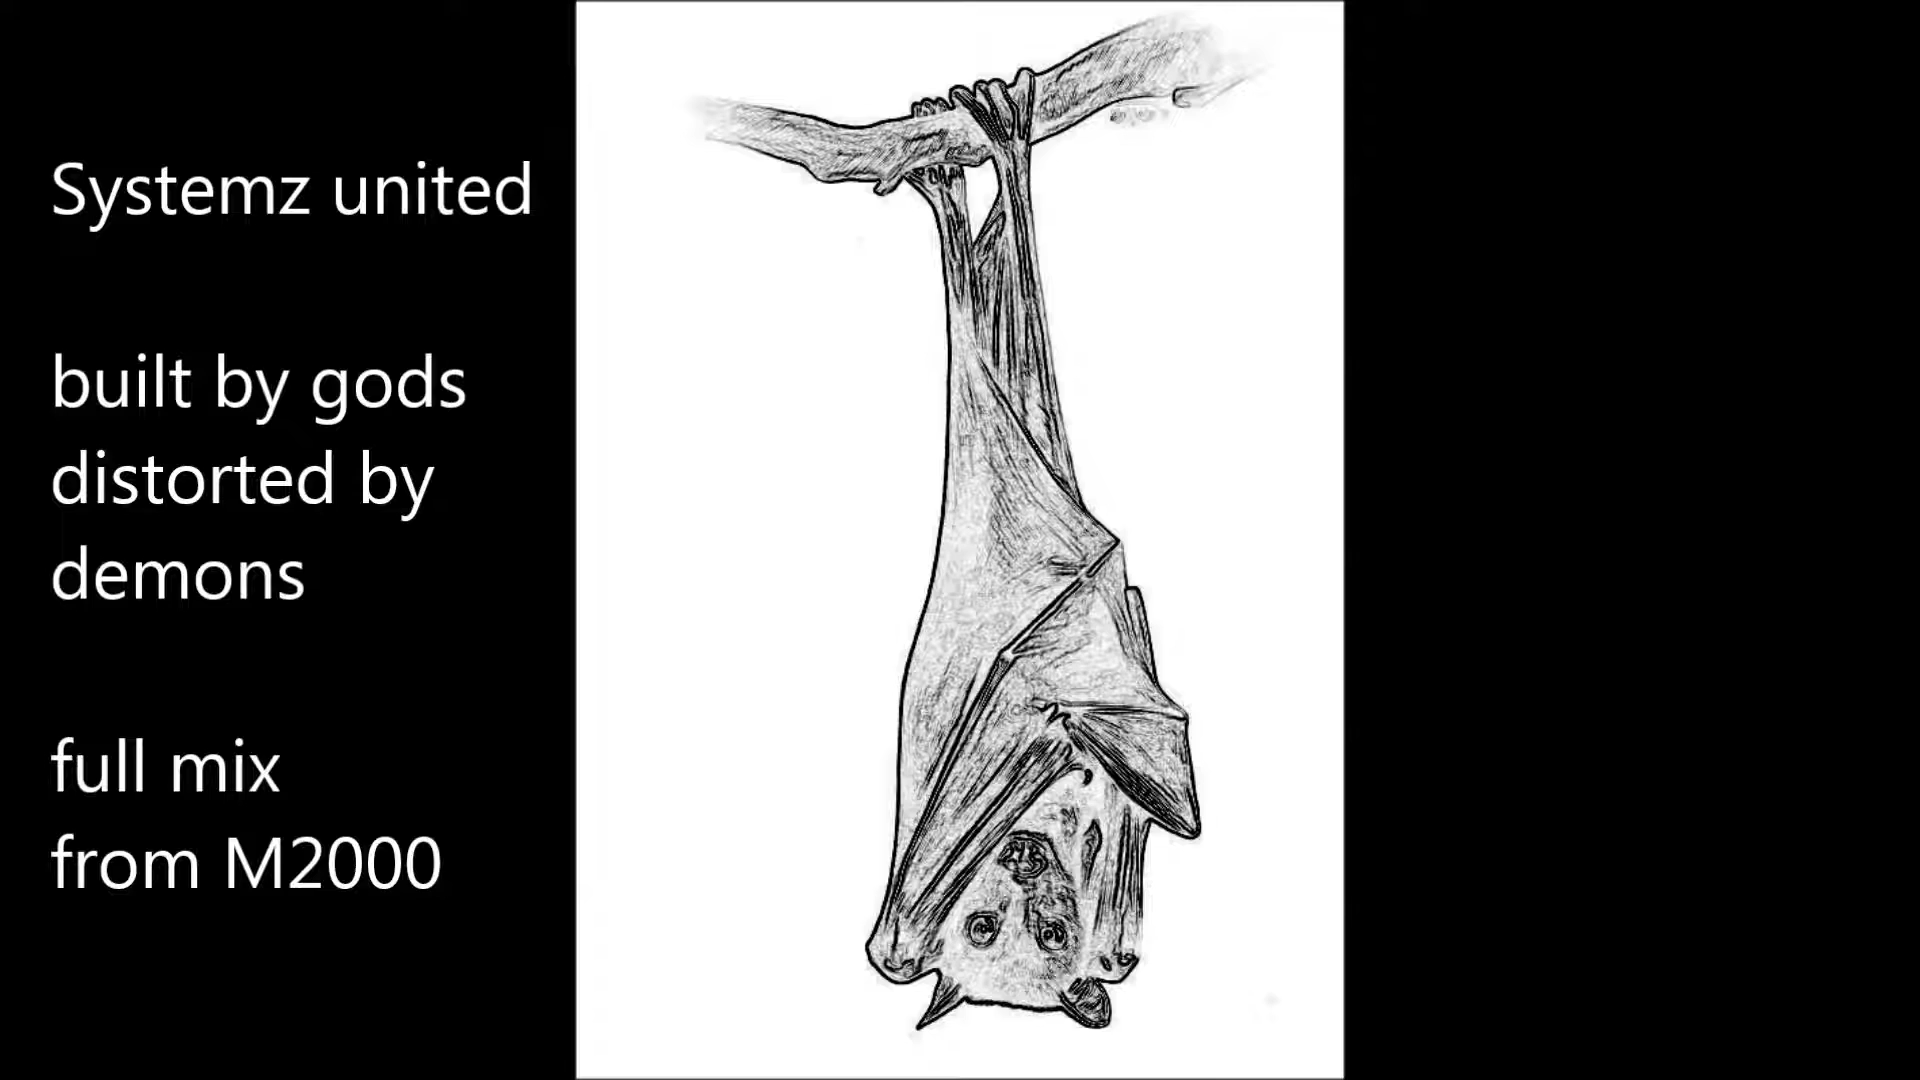 Systemz united
built by gods
distorted by
demons
full mix
from M2000